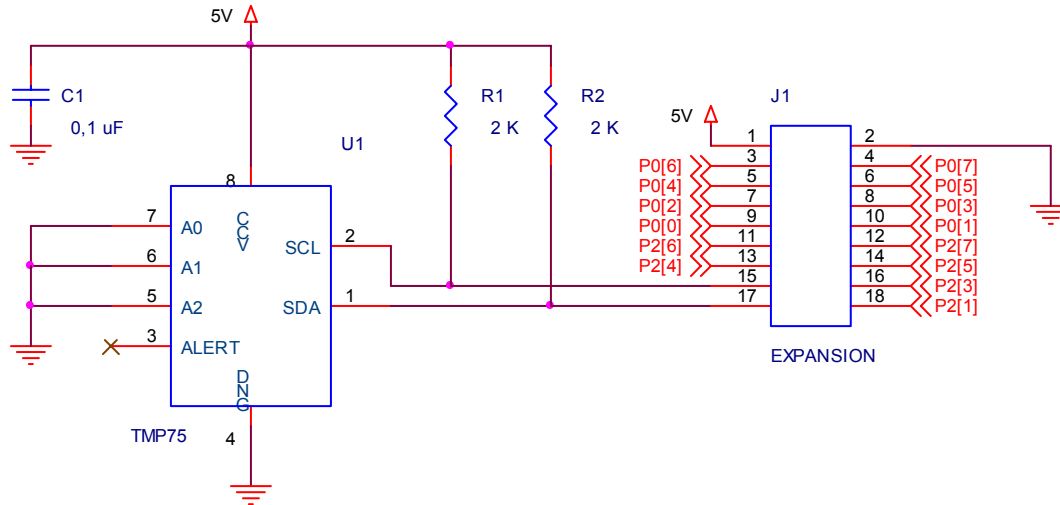 5V
C1
0,1 uF
R1
2 K
R2
2 K
U1
8
VCC
7
A0
6
A1
5
A2
3
ALERT
SCL
2
SDA
1
GND
4
TMP75
J1
5V
1
2
P0[6]
3
4
P0[7]
P0[4]
5
6
P0[5]
P0[2]
7
8
P0[3]
P0[0]
9
10
P0[1]
P2[6]
11
12
P2[7]
P2[4]
13
14
P2[5]
15
16
P2[3]
17
18
P2[1]
EXPANSION